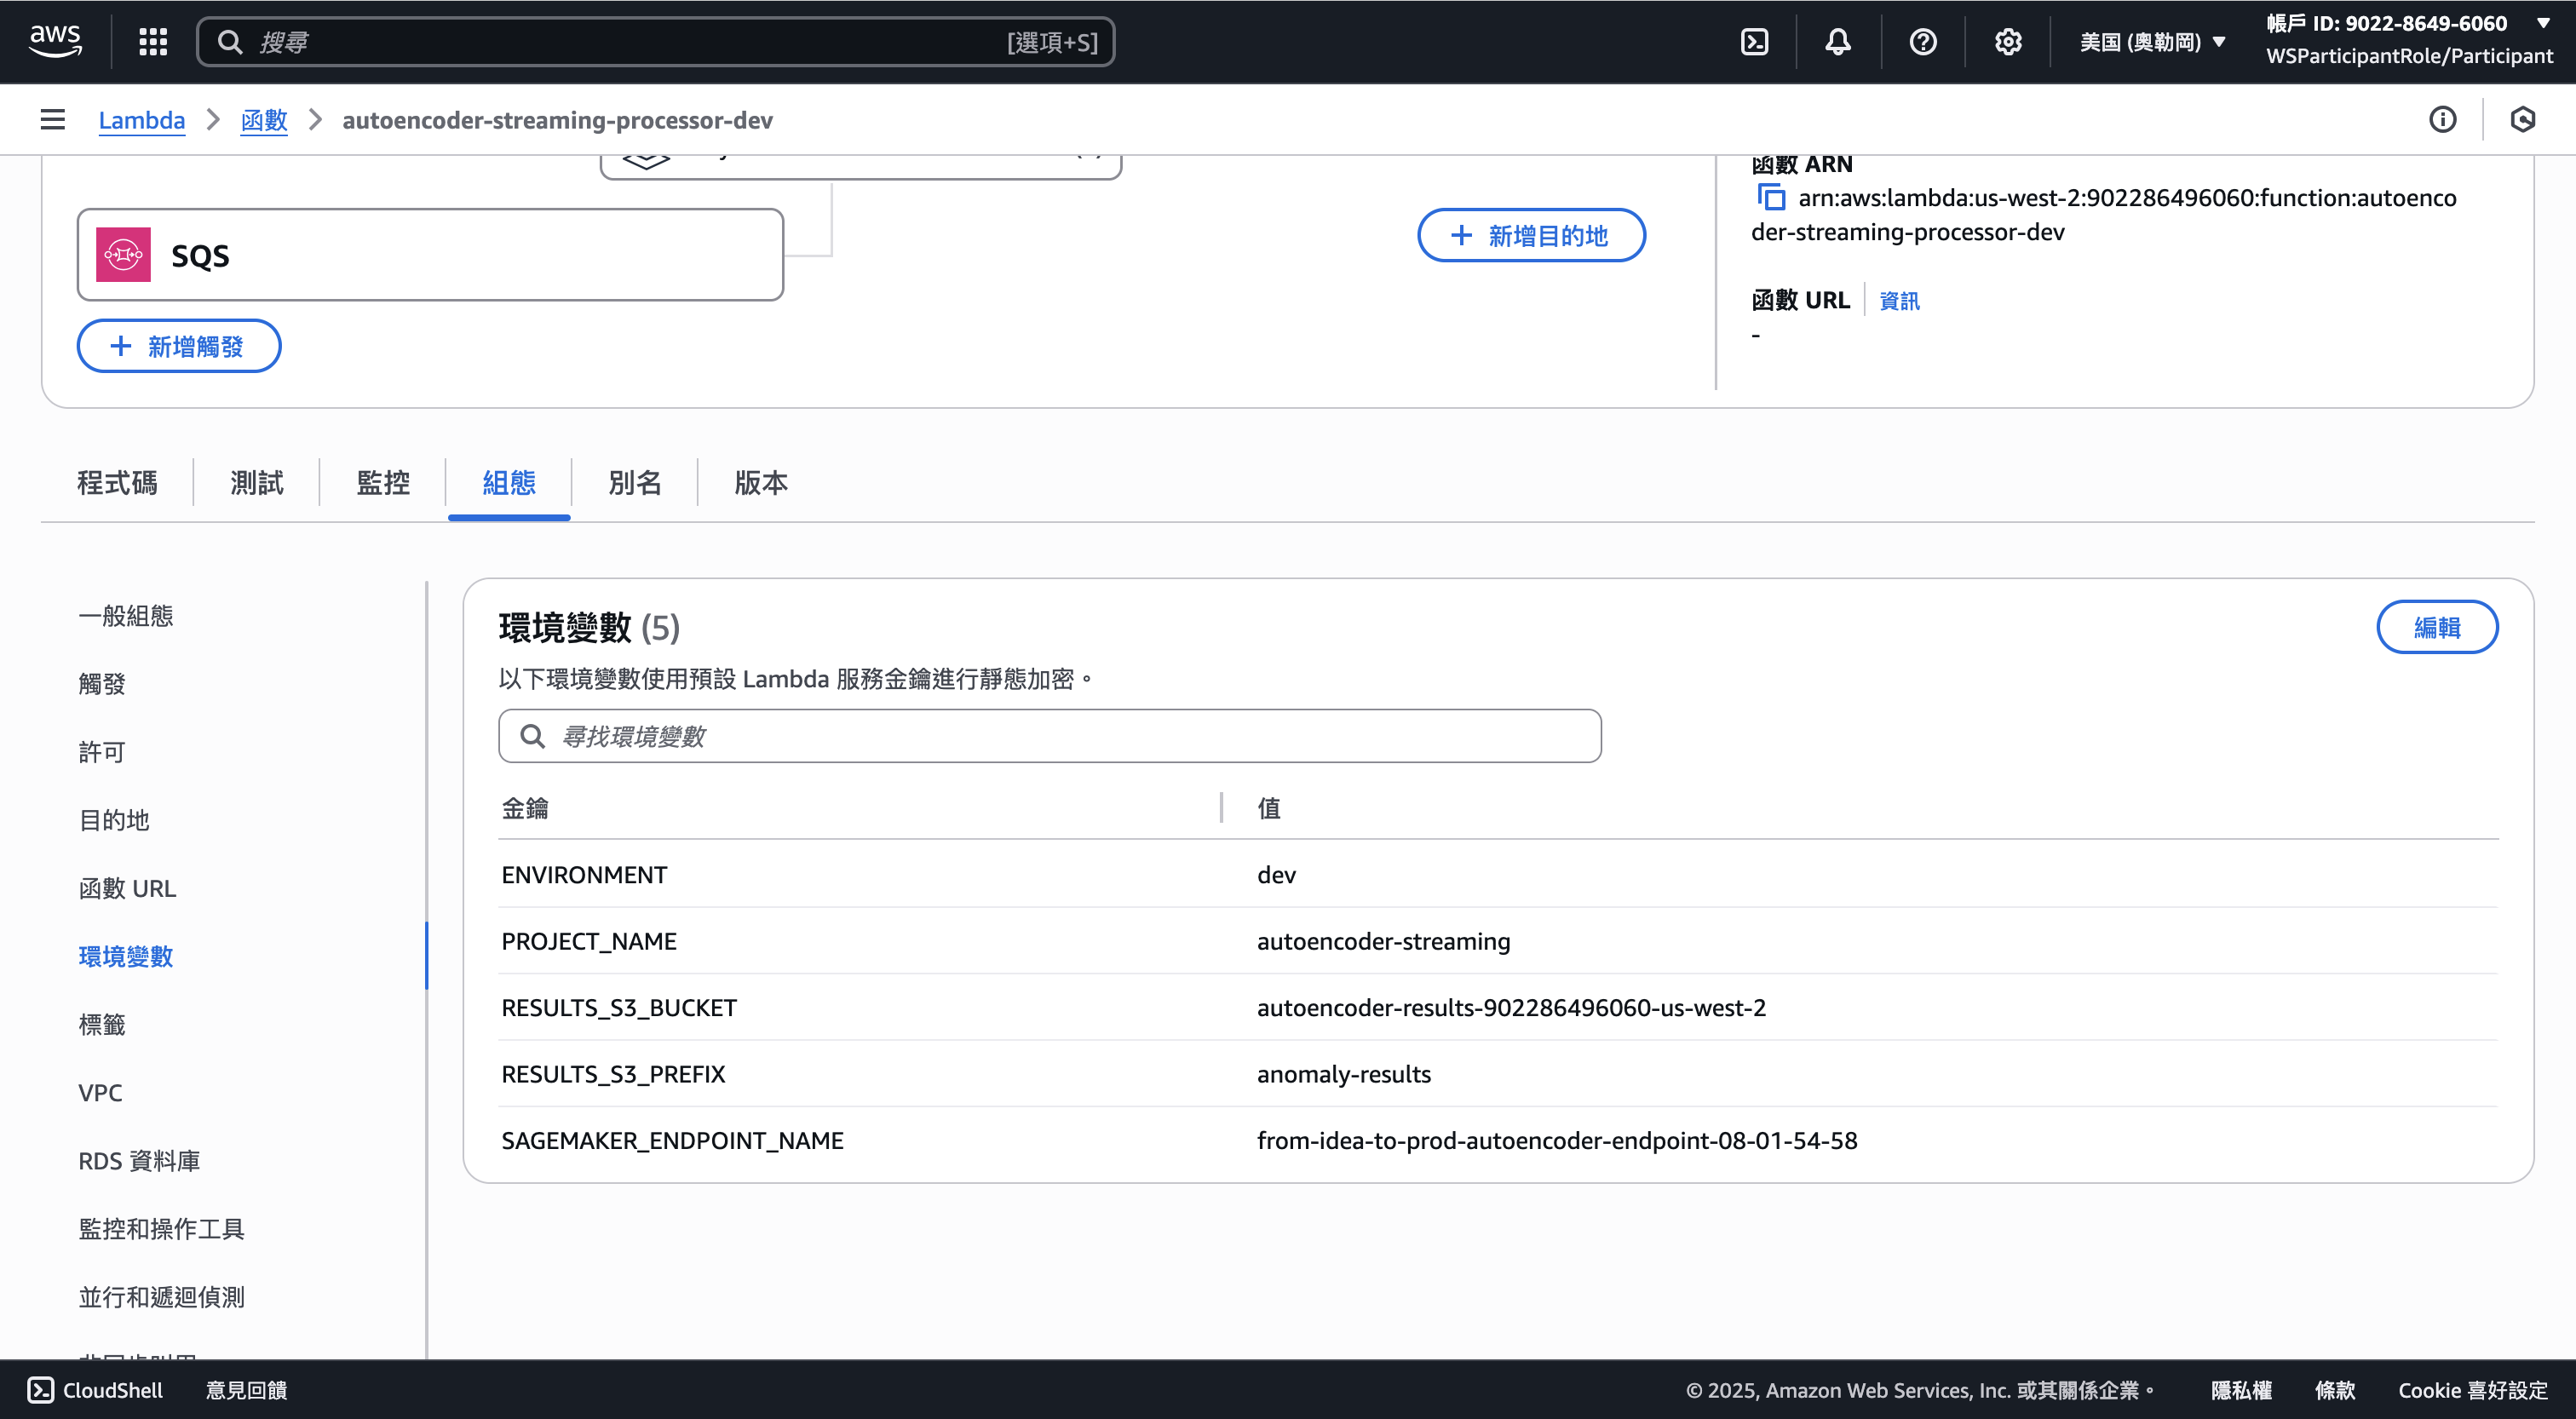 aws
搜尋 [選項+S]
美国 (奧勒岡)
帳戶 ID: 9022-8649-6060
WSParticipantRole/Participant
Lambda
函數
autoencoder-streaming-processor-dev
SQS
新增觸發
新增目的地
函數 ARN
arn:aws:lambda:us-west-2:902286496060:function:autoenco
der-streaming-processor-dev
函數 URL 資訊
-
程式碼 測試 監控 組態 別名 版本
一般組態
觸發
許可
目的地
函數 URL
環境變數
標籤
VPC
RDS 資料庫
監控和操作工具
並行和遞迴偵測
環境變數 (5)
編輯
以下環境變數使用預設 Lambda 服務金鑰進行靜態加密。
尋找環境變數
金鑰 值
ENVIRONMENT dev
PROJECT_NAME autoencoder-streaming
RESULTS_S3_BUCKET autoencoder-results-902286496060-us-west-2
RESULTS_S3_PREFIX anomaly-results
SAGEMAKER_ENDPOINT_NAME from-idea-to-prod-autoencoder-endpoint-08-01-54-58
CloudShell 意見回饋 © 2025, Amazon Web Services, Inc. 或其關係企業。 隱私權 條款 Cookie 喜好設定